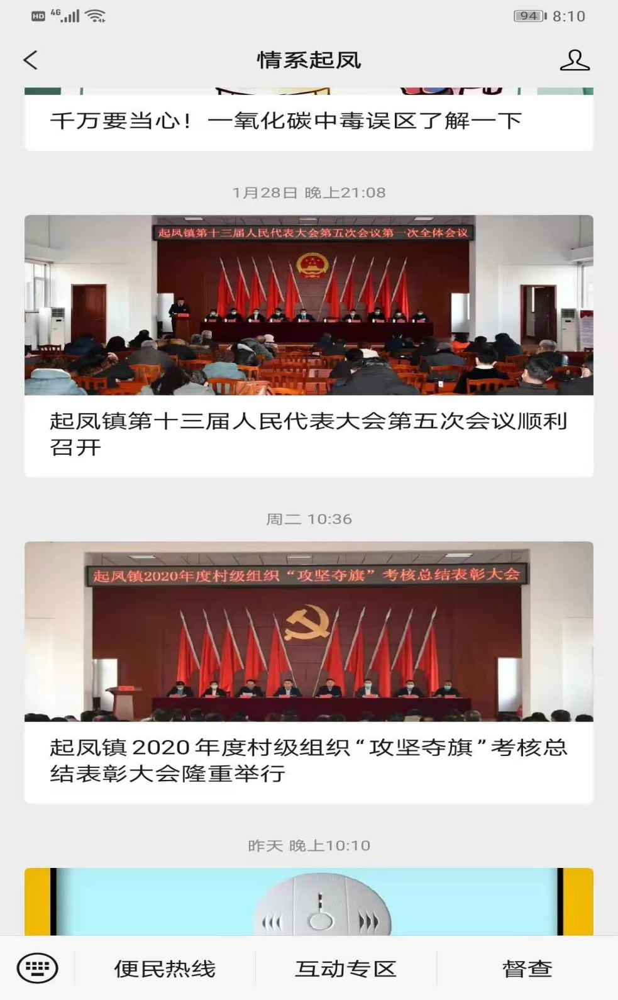 HD 4G 94 8:10
情系起凤
千万要当心！一氧化碳中毒误区了解一下
1月28日 晚上21:08
起凤镇第十三届人民代表大会第五次会议第一次全体会议
起凤镇第十三届人民代表大会第五次会议顺利
召开
周二 10:36
起凤镇2020年度村级组织“攻坚夺旗”考核总结表彰大会
起凤镇2020年度村级组织“攻坚夺旗”考核总
结表彰大会隆重举行
昨天 晚上10:10
便民热线 互动专区 督查